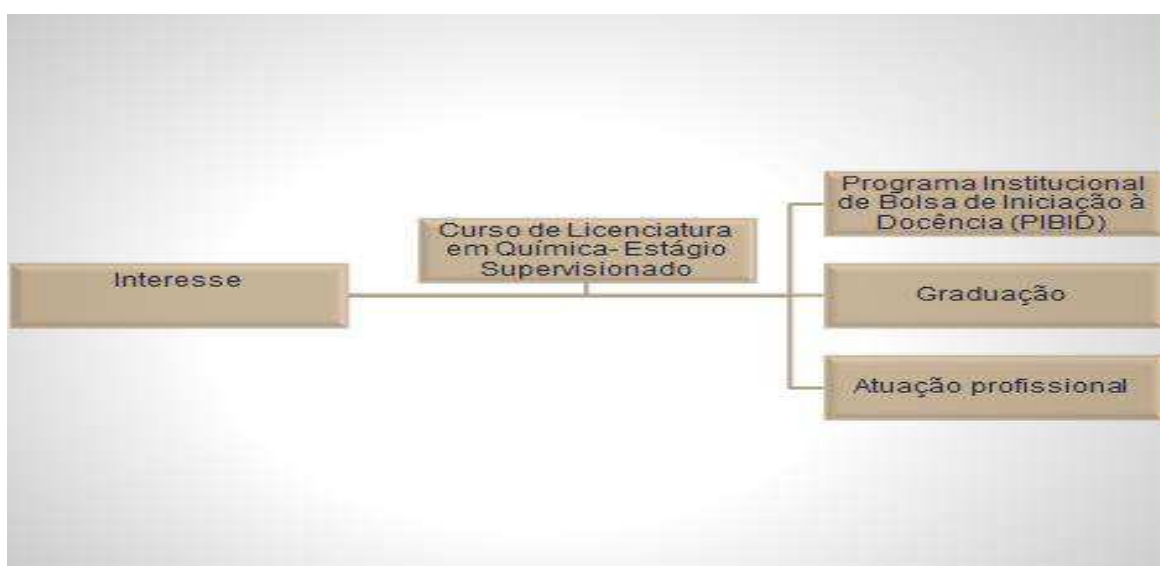 Interesse
Curso de Licenciatura
em Química- Estágio
Supervisionado
Programa Institucional
de Bolsa de Iniciação à
Docência (PIBID)
Graduação
Atuação profissional